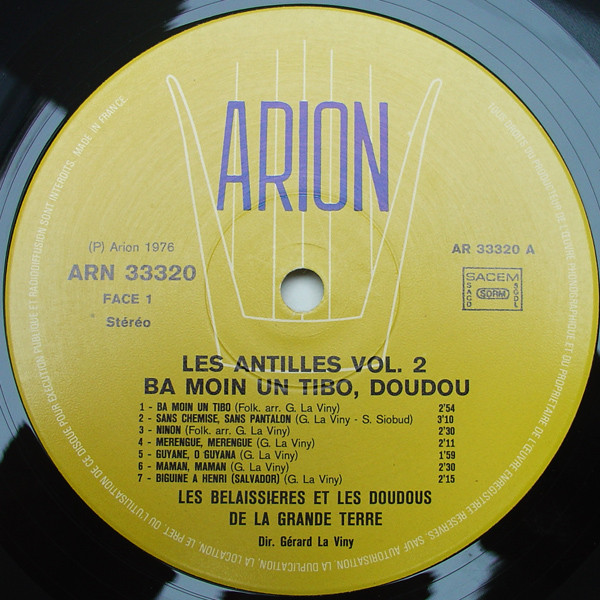 ARION
(P) Arion 1976
ARN 33320
FACE 1
Stéréo
AR 33320 A
SACEM
SACD
SDRM
SGDL
LES ANTILLES VOL. 2
BA MOIN UN TIBO, DOUDOU
1 - BA MOIN UN TIBO (Folk. arr. G. La Viny) 2'54
2 - SANS CHEMISE, SANS PANTALON (G. La Viny - S. Siobud) 3'10
3 - NINON (Folk. arr. G. La Viny) 2'30
4 - MERENGUE, MERENGUE (G. La Viny) 2'11
5 - GUYANE, O GUYANA (G. La Viny) 1'59
6 - MAMAN, MAMAN (G. La Viny) 2'30
7 - BIGUINE A HENRI (SALVADOR) (G. La Viny) 2'15
LES BELAISSIERES ET LES DOUDOUS
DE LA GRANDE TERRE
Dir. Gérard La Viny
TOUS DROITS DU PRODUCTEUR DE L'ŒUVRE PHONOGRAPHIQUE ET DU PROPRIETAIRE DE L'ŒUVRE ENREGISTREE RESERVES. SAUF AUTORISATION, LA LOCATION, LE PRET OU L'UTILISATION DE CE DISQUE POUR EXECUTION PUBLIQUE ET RADIODIFFUSION SONT INTERDITS. MADE IN FRANCE.